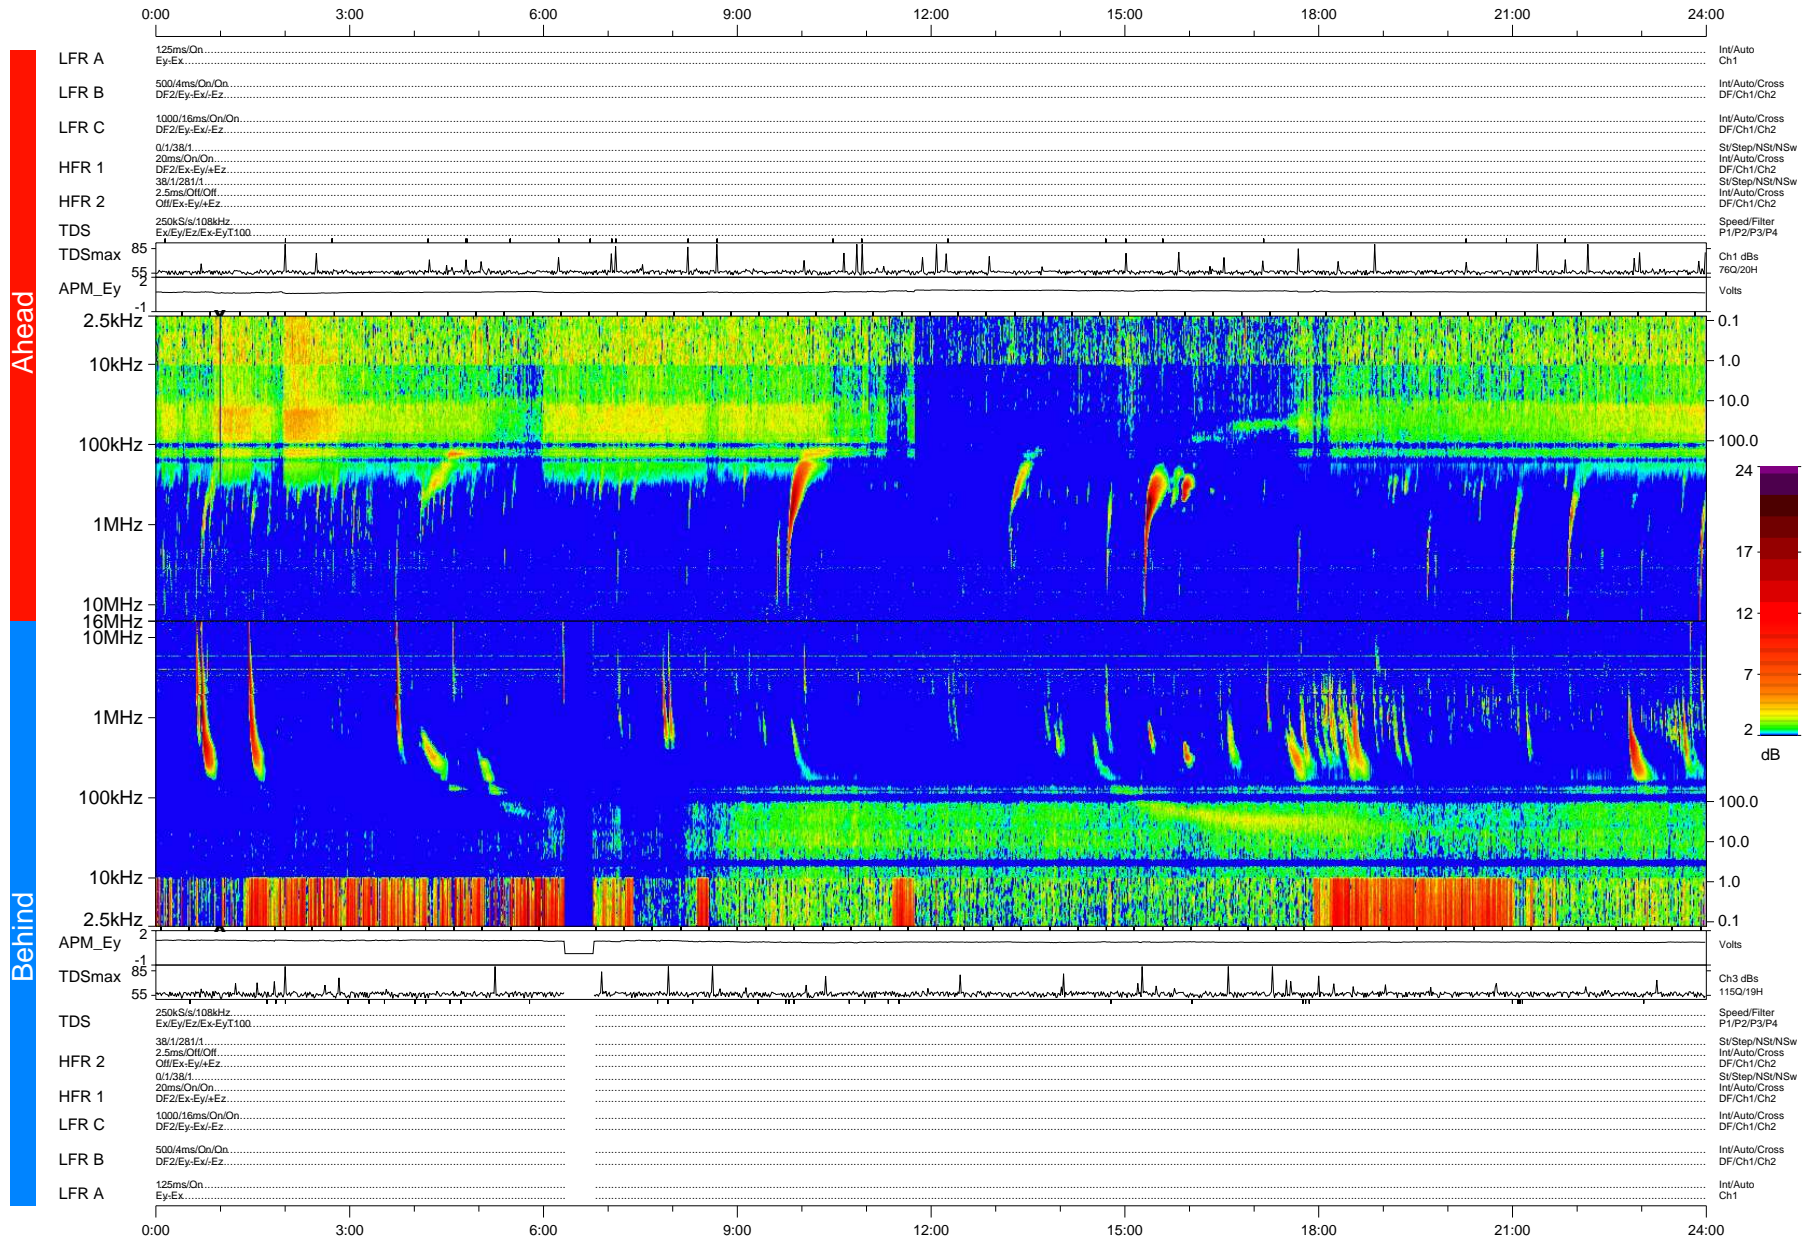 0:00 3:00 6:00 9:00 12:00 15:00 18:00 21:00 24:00
Ahead
LFR A 125ms/On Int/Auto
Ey-Ex Ch1
LFR B 500/4ms/On/On Int/Auto/Cross
DF2/Ey-Ex/-Ez DF/Ch1/Ch2
LFR C 1000/16ms/On/On Int/Auto/Cross
DF2/Ey-Ex/-Ez DF/Ch1/Ch2
0/1/38/1 St/Step/NSt/NSw
HFR 1 20ms/On/On Int/Auto/Cross
DF2/Ex-Ey/+Ez DF/Ch1/Ch2
38/1/281/1 St/Step/NSt/NSw
HFR 2 2.5ms/Off/Off Int/Auto/Cross
Off/Ex-Ey/+Ez DF/Ch1/Ch2
TDS 250kS/s/108kHz Speed/Filter
Ex/Ey/Ez/Ex-EyT100 P1/P2/P3/P4
TDSmax 85 Ch1 dBs
55 76Q/20H
APM_Ey 2 Volts
-1
2.5kHz 0.1
10kHz 1.0
10.0
100kHz 100.0
1MHz
10MHz
16MHz
10MHz
1MHz
100kHz 100.0
10.0
10kHz 1.0
2.5kHz 0.1
24
17
12
7
2
dB
Behind
APM_Ey 2 Volts
-1
TDSmax 85 Ch3 dBs
55 115Q/19H
TDS 250kS/s/108kHz Speed/Filter
Ex/Ey/Ez/Ex-EyT100 P1/P2/P3/P4
38/1/281/1 St/Step/NSt/NSw
HFR 2 2.5ms/Off/Off Int/Auto/Cross
Off/Ex-Ey/+Ez DF/Ch1/Ch2
0/1/38/1 St/Step/NSt/NSw
HFR 1 20ms/On/On Int/Auto/Cross
DF2/Ex-Ey/+Ez DF/Ch1/Ch2
LFR C 1000/16ms/On/On Int/Auto/Cross
DF2/Ey-Ex/-Ez DF/Ch1/Ch2
LFR B 500/4ms/On/On Int/Auto/Cross
DF2/Ey-Ex/-Ez DF/Ch1/Ch2
LFR A 125ms/On Int/Auto
Ey-Ex Ch1
0:00 3:00 6:00 9:00 12:00 15:00 18:00 21:00 24:00